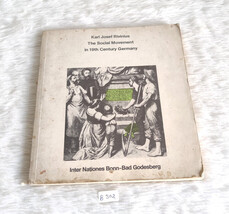 Karl Josef Rivinius
The Social Movement
in 19th Century Germany
Inter Nationes Bonn-Bad Godesberg